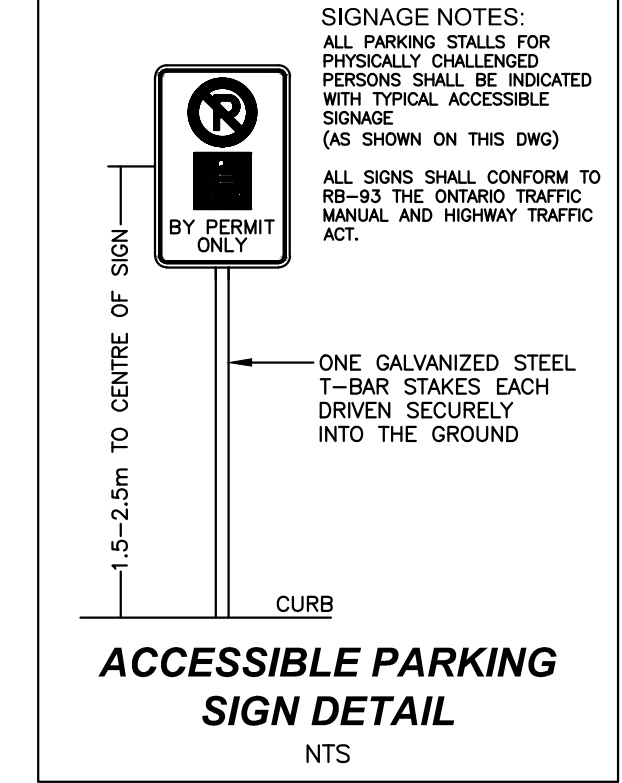 SIGNAGE NOTES:
ALL PARKING STALLS FOR
PHYSICALLY CHALLENGED
PERSONS SHALL BE INDICATED
WITH TYPICAL ACCESSIBLE
SIGNAGE
(AS SHOWN ON THIS DWG)
ALL SIGNS SHALL CONFORM TO
RB-93 THE ONTARIO TRAFFIC
MANUAL AND HIGHWAY TRAFFIC
ACT.
P
BY PERMIT
ONLY
1.5-2.5m TO CENTRE OF SIGN
ONE GALVANIZED STEEL
T-BAR STAKES EACH
DRIVEN SECURELY
INTO THE GROUND
CURB
ACCESSIBLE PARKING
SIGN DETAIL
NTS